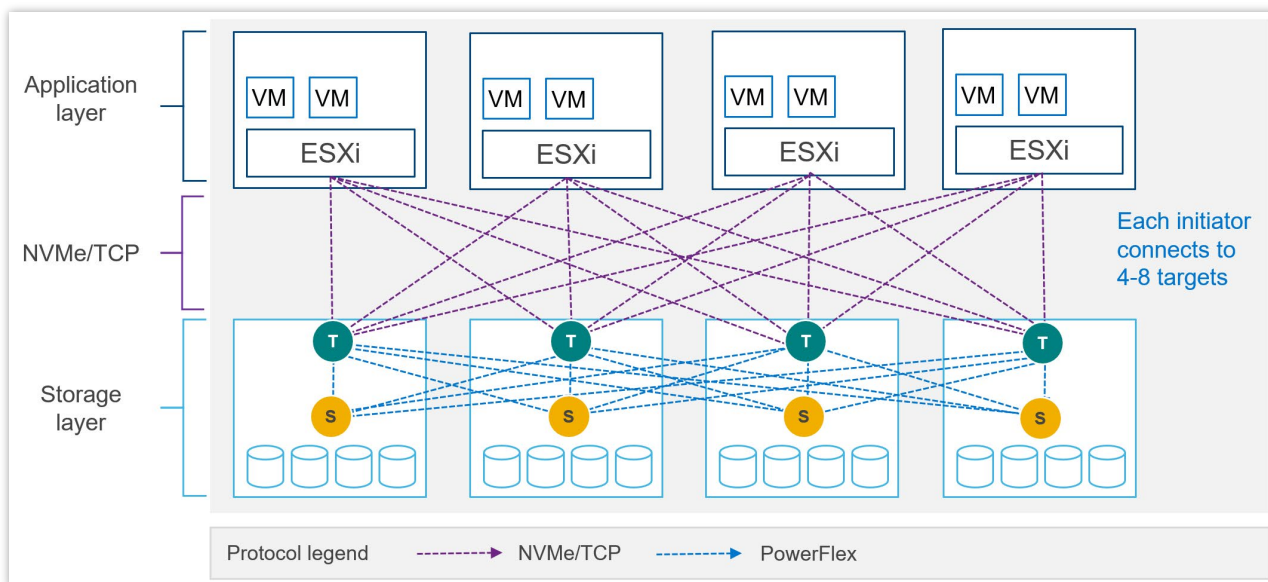 Application
layer
VM VM
VM VM
VM VM
VM VM
ESXi
ESXi
ESXi
ESXi
NVMe/TCP
Each initiator
connects to
4-8 targets
T
T
T
T
Storage
layer
S
S
S
S
Protocol legend
NVMe/TCP
PowerFlex